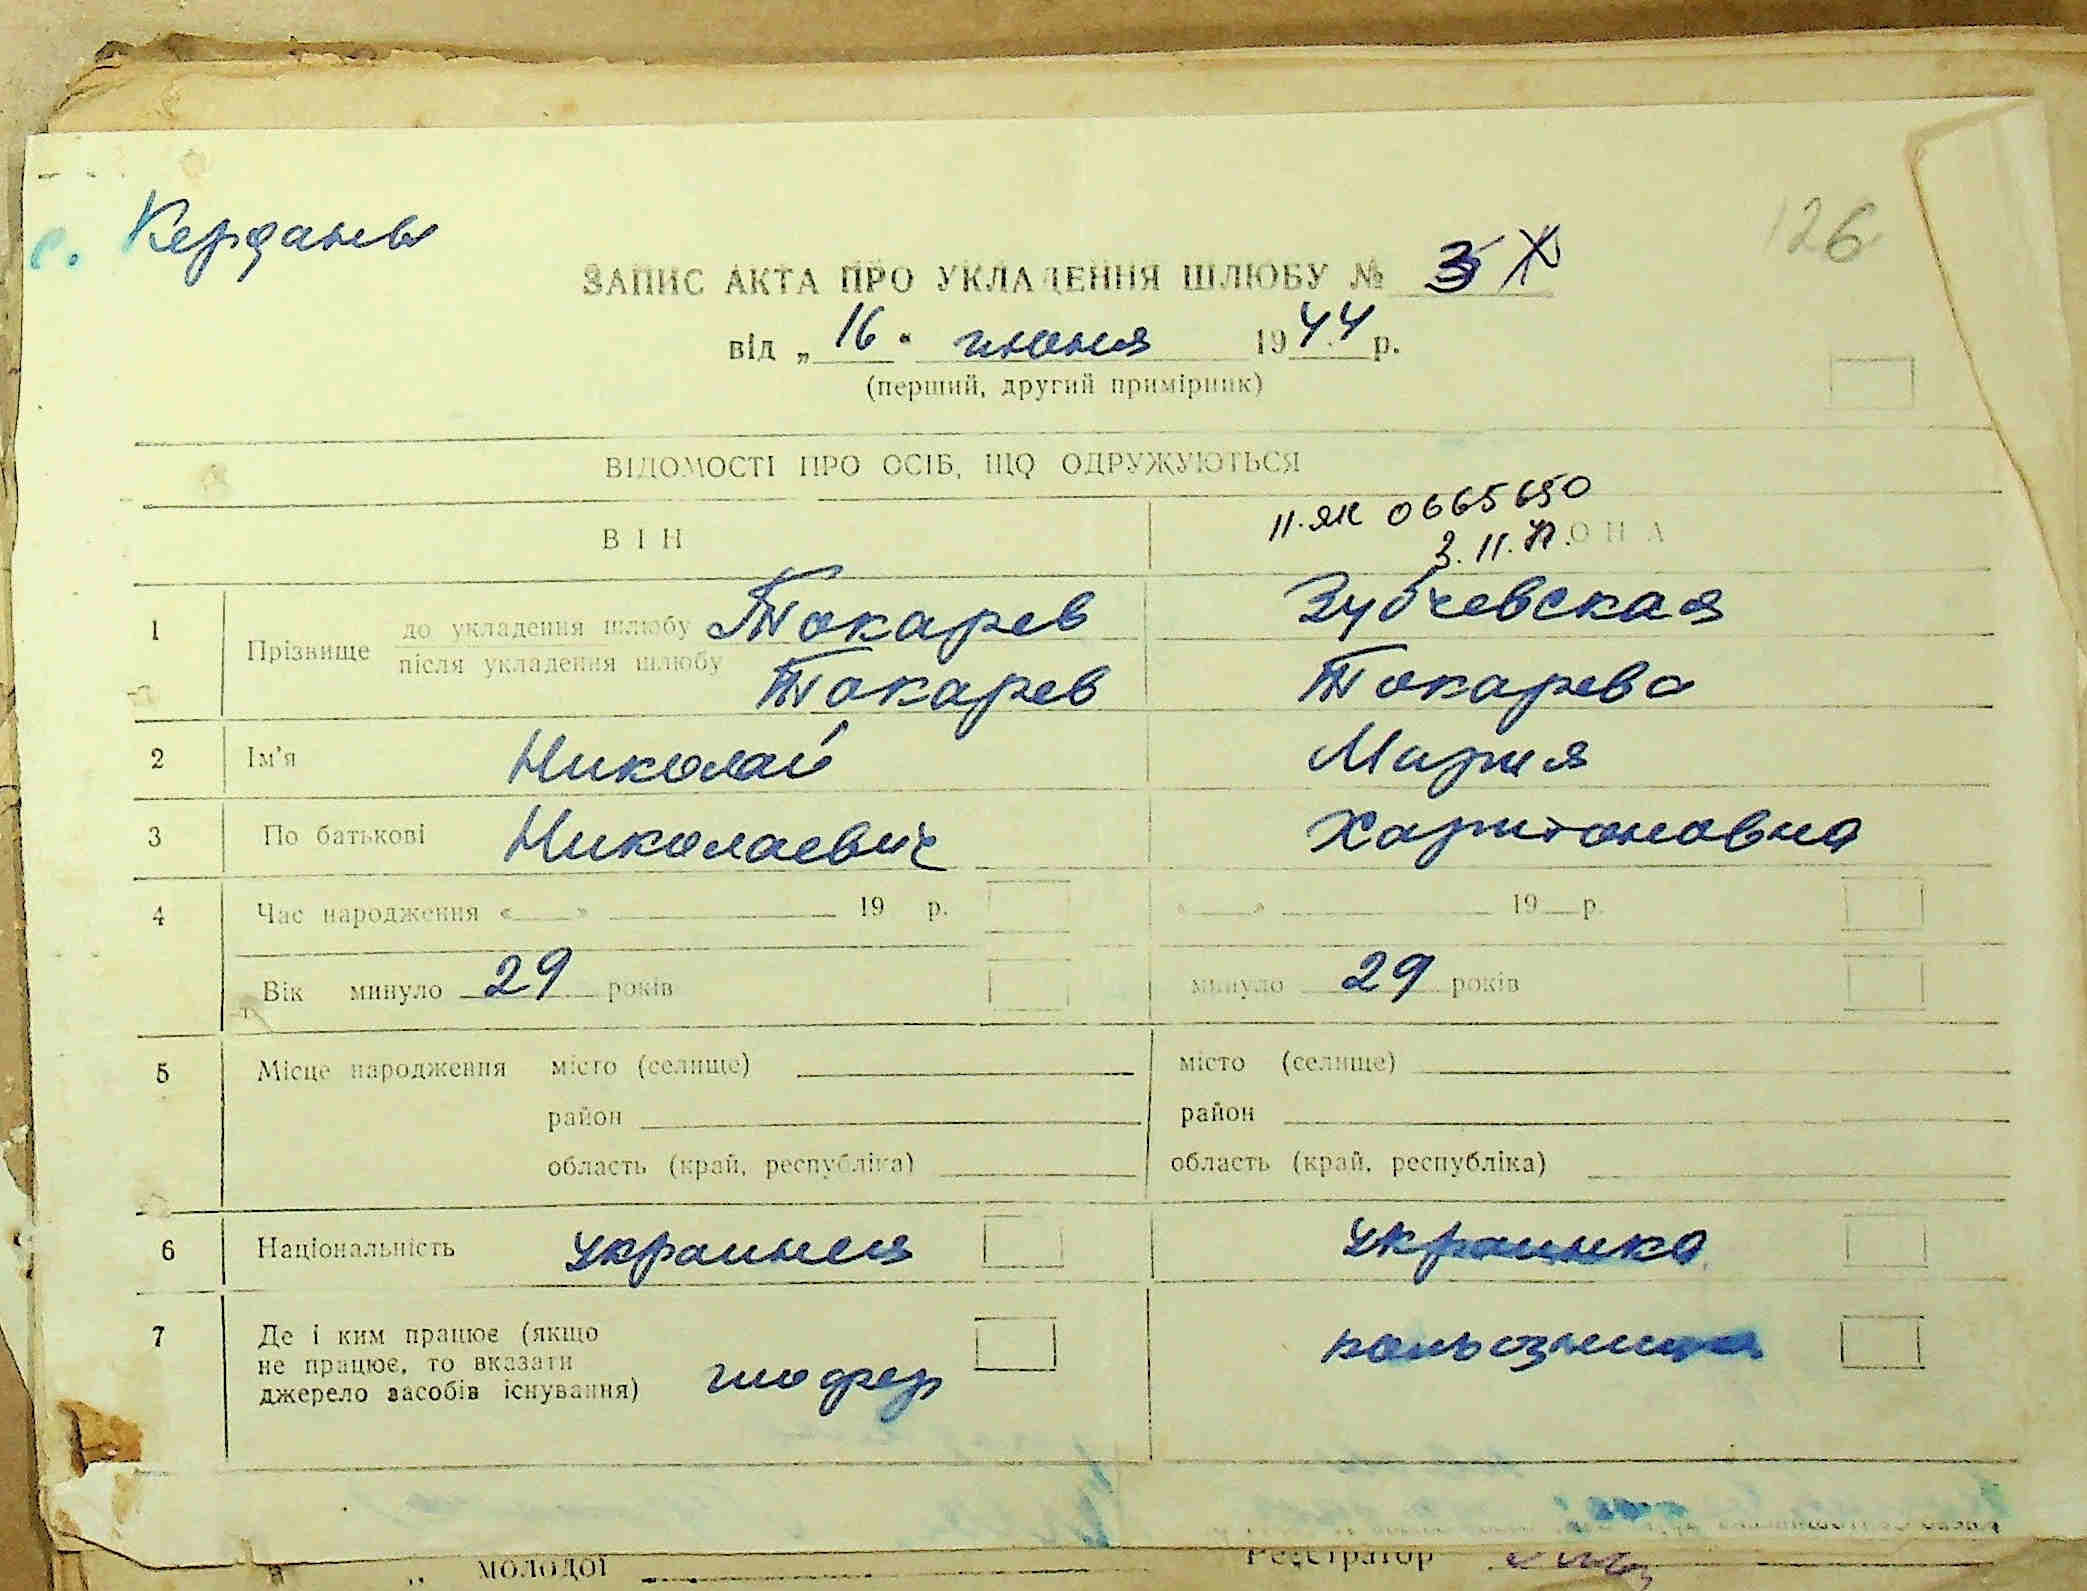 с. Керданы
126
ЗАПИС АКТА ПРО УКЛАДЕННЯ ШЛЮБУ № 3
від „ 16 " июня 1944 р.
(перший, другий примірник)
ВІДОМОСТІ ПРО ОСІБ, ЩО ОДРУЖУЮТЬСЯ
II-ЯК 0665650
ВІН ВОНА
1 Прізвище до укладення шлюбу Токарев Зубчевская
після укладення шлюбу Токарев Токарева
2 Ім'я Николай Мария
3 По батькові Николаевич Харитоновна
4 Час народження « » 19 р. « » 19 р.
Вік минуло 29 років минуло 29 років
5 Місце народження місто (селище) місто (селище)
район район
область (край, республіка) область (край, республіка)
6 Національність украинец украинка
7 Де і ким працює (якщо
не працює, то вказати
джерело засобів існування) шофер колхозница
молодої Реєстратор